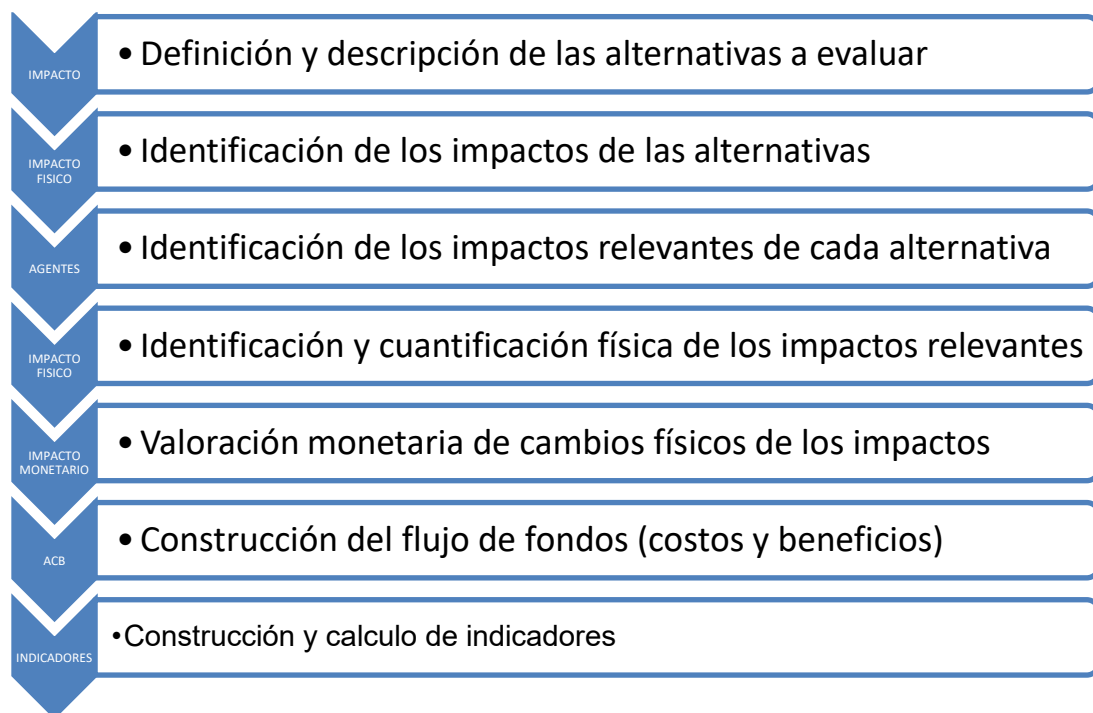 IMPACTO
• Definición y descripción de las alternativas a evaluar
IMPACTO
FISICO
• Identificación de los impactos de las alternativas
AGENTES
• Identificación de los impactos relevantes de cada alternativa
IMPACTO
FISICO
• Identificación y cuantificación física de los impactos relevantes
IMPACTO
MONETARIO
• Valoración monetaria de cambios físicos de los impactos
ACB
• Construcción del flujo de fondos (costos y beneficios)
INDICADORES
•Construcción y calculo de indicadores